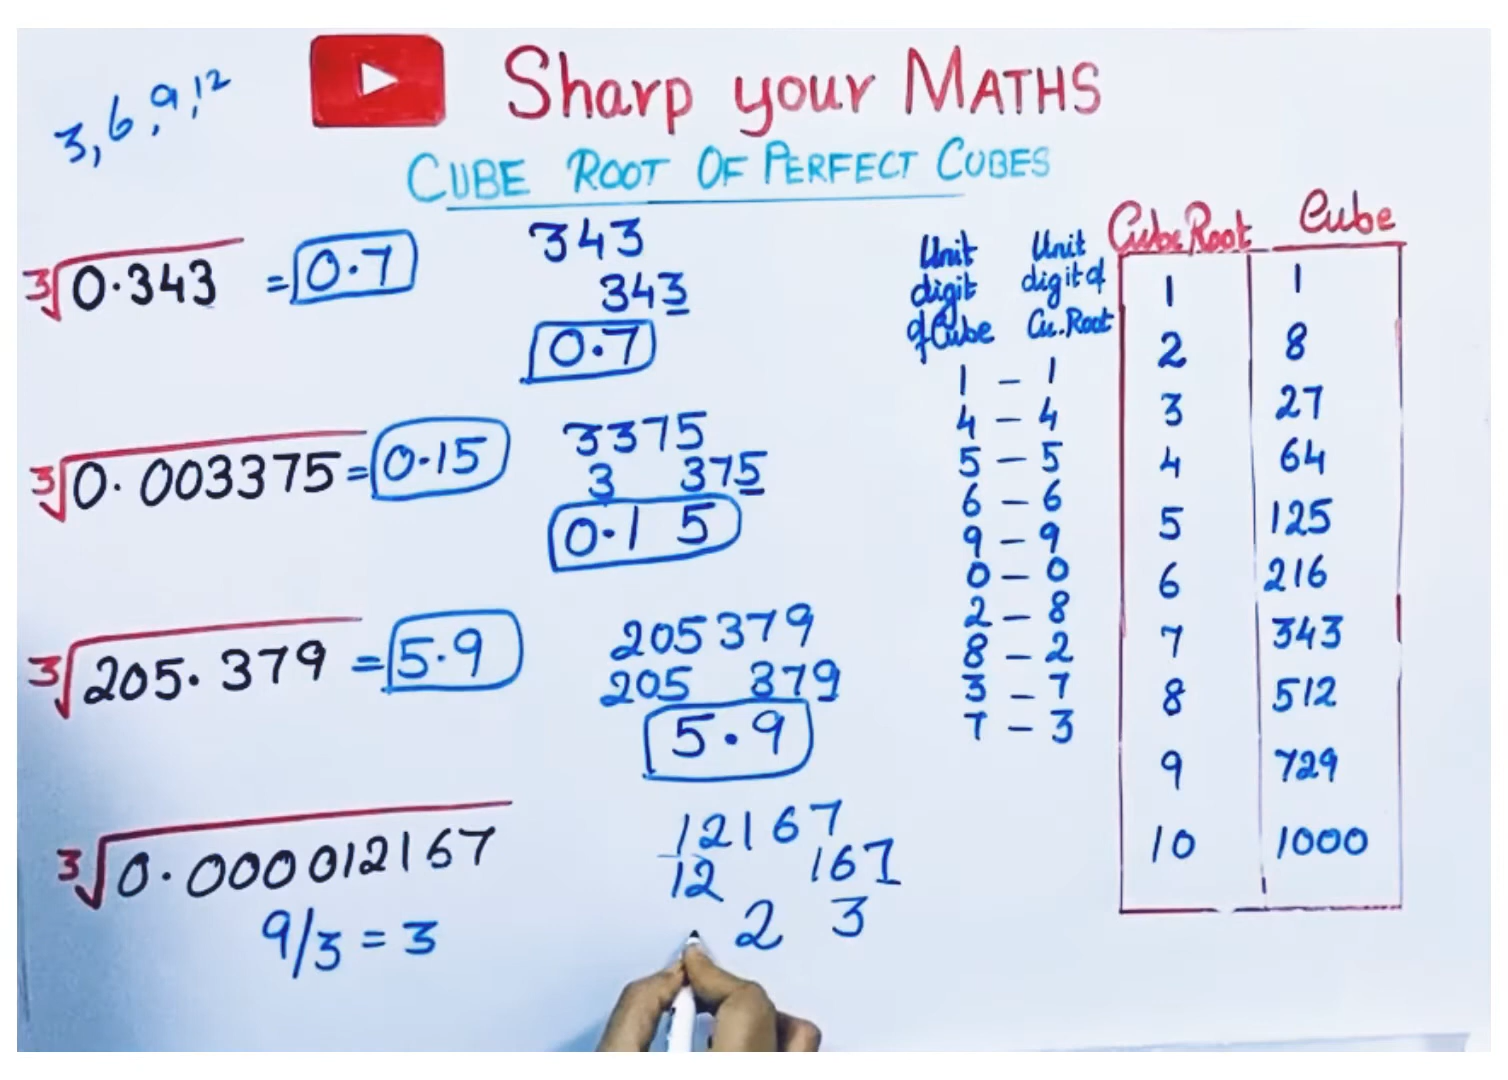 3, 6, 9, 12
Sharp your MATHS
CUBE ROOT OF PERFECT CUBES
∛0.343 = 0.7
343
343
0.7
∛0.003375 = 0.15
3375
3 375
0.15
∛205.379 = 5.9
205379
205 379
5.9
∛0.000012167
9/3 = 3
12167
12 167
2 3
Unit digit of Cube
Unit digit of Cu. Root
1 – 1
4 – 4
5 – 5
6 – 6
9 – 9
0 – 0
2 – 8
8 – 2
3 – 7
7 – 3
Cube Root Cube
1 1
2 8
3 27
4 64
5 125
6 216
7 343
8 512
9 729
10 1000